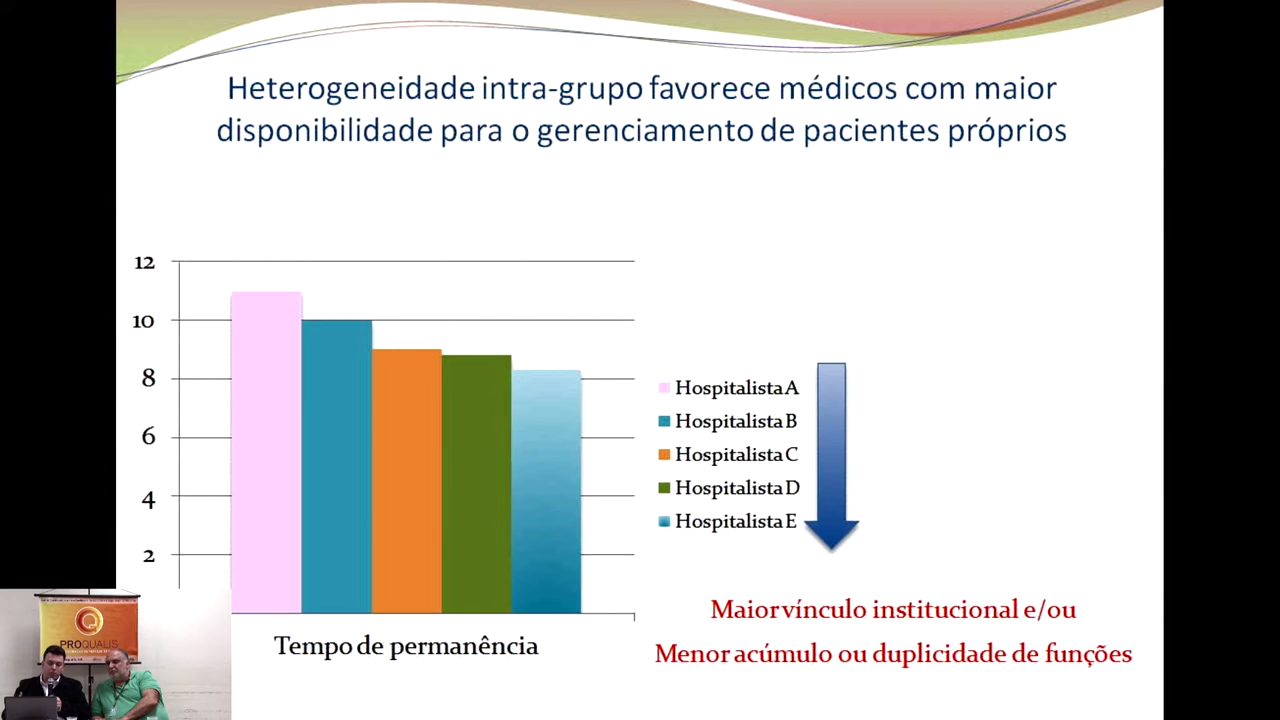 Heterogeneidade intra-grupo favorece médicos com maior
disponibilidade para o gerenciamento de pacientes próprios
12
10
8
6
4
2
Hospitalista A
Hospitalista B
Hospitalista C
Hospitalista D
Hospitalista E
Tempo de permanência
Maior vínculo institucional e/ou
Menor acúmulo ou duplicidade de funções
PROQUALIS